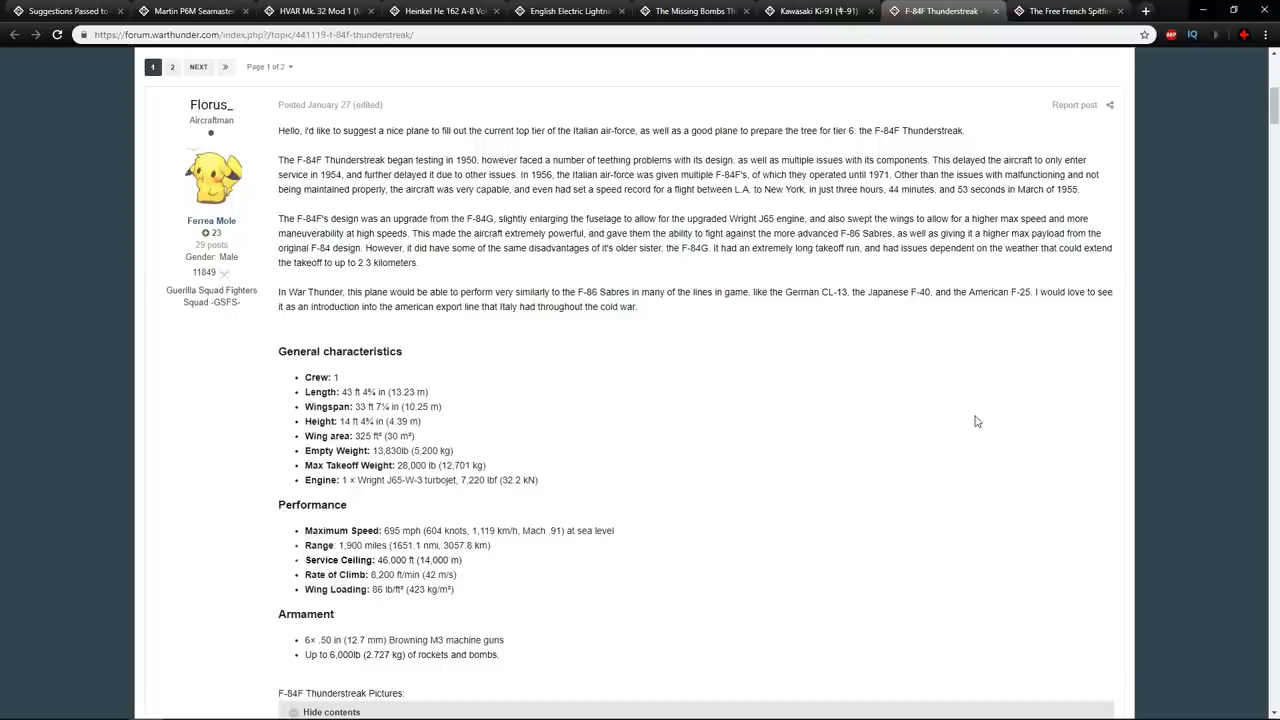 Suggestions Passed to
Martin P6M Seamaster
HVAR Mk. 32 Mod 1 (
Heinkel He 162 A-8 Vol
English Electric Lightnin
The Missing Bombs Th
Kawasaki Ki-91 (キ-91)
F-84F Thunderstreak -
The Free French Spitfir
https://forum.warthunder.com/index.php?/topic/441119-f-84f-thunderstreak/
1 2 NEXT » Page 1 of 2
Florus_
Aircraftman
Ferrea Mole
23
29 posts
Gender: Male
11849
Guerilla Squad Fighters
Squad -GSFS-
Posted January 27 (edited)
Report post
Hello, i'd like to suggest a nice plane to fill out the current top tier of the Italian air-force, as well as a good plane to prepare the tree for tier 6: the F-84F Thunderstreak.
The F-84F Thunderstreak began testing in 1950, however faced a number of teething problems with its design, as well as multiple issues with its components. This delayed the aircraft to only enter
service in 1954, and further delayed it due to other issues. In 1956, the Italian air-force was given multiple F-84F's, of which they operated until 1971. Other than the issues with malfunctioning and not
being maintained properly, the aircraft was very capable, and even had set a speed record for a flight between L.A. to New York, in just three hours, 44 minutes, and 53 seconds in March of 1955.
The F-84F's design was an upgrade from the F-84G, slightly enlarging the fuselage to allow for the upgraded Wright J65 engine, and also swept the wings to allow for a higher max speed and more
maneuverability at high speeds. This made the aircraft extremely powerful, and gave them the ability to fight against the more advanced F-86 Sabres, as well as giving it a higher max payload from the
original F-84 design. However, it did have some of the same disadvantages of it's older sister, the F-84G. It had an extremely long takeoff run, and had issues dependent on the weather that could extend
the takeoff to up to 2.3 kilometers.
In War Thunder, this plane would be able to perform very similarly to the F-86 Sabres in many of the lines in game, like the German CL-13, the Japanese F-40, and the American F-25. I would love to see
it as an introduction into the american export line that Italy had throughout the cold war.
General characteristics
Crew: 1
Length: 43 ft 4¾ in (13.23 m)
Wingspan: 33 ft 7¼ in (10.25 m)
Height: 14 ft 4¾ in (4.39 m)
Wing area: 325 ft² (30 m²)
Empty Weight: 13,830lb (5,200 kg)
Max Takeoff Weight: 28,000 lb (12,701 kg)
Engine: 1 × Wright J65-W-3 turbojet, 7,220 lbf (32.2 kN)
Performance
Maximum Speed: 695 mph (604 knots, 1,119 km/h, Mach .91) at sea level
Range: 1,900 miles (1651.1 nmi, 3057.8 km)
Service Ceiling: 46,000 ft (14,000 m)
Rate of Climb: 8,200 ft/min (42 m/s)
Wing Loading: 86 lb/ft² (423 kg/m²)
Armament
6× .50 in (12.7 mm) Browning M3 machine guns
Up to 6,000lb (2,727 kg) of rockets and bombs.
F-84F Thunderstreak Pictures:
Hide contents